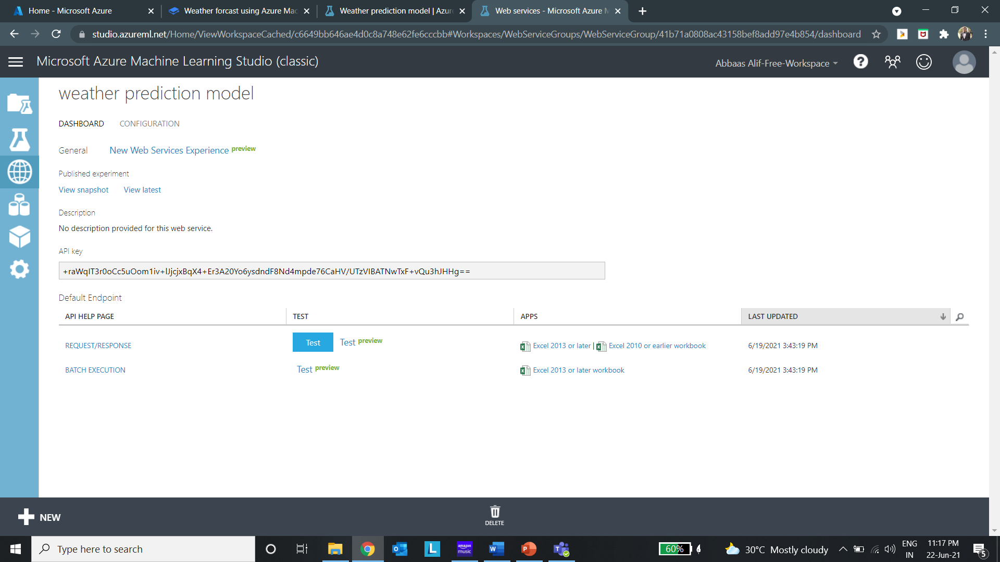 Home - Microsoft Azure
Weather forcast using Azure Mac
Weather prediction model | Azur
Web services - Microsoft Azure M
studio.azureml.net/Home/ViewWorkspaceCached/c6649bb646ae4d0c8a748e62fe6cccbb#Workspaces/WebServiceGroups/WebServiceGroup/41b71a0808ac43158bef8add97e4b854/dashboard
Microsoft Azure Machine Learning Studio (classic)
Abbaas Alif-Free-Workspace
weather prediction model
DASHBOARD CONFIGURATION
General New Web Services Experience preview
Published experiment
View snapshot View latest
Description
No description provided for this web service.
API key
+raWqIT3r0oCc5uOom1iv+lJjcjxBqX4+Er3A20Yo6ysdndF8Nd4mpde76CaHV/UTzVIBATNwTxF+vQu3hJHHg==
Default Endpoint
API HELP PAGE TEST APPS LAST UPDATED
REQUEST/RESPONSE Test Test preview Excel 2013 or later | Excel 2010 or earlier workbook 6/19/2021 3:43:19 PM
BATCH EXECUTION Test preview Excel 2013 or later workbook 6/19/2021 3:43:19 PM
NEW
DELETE
Type here to search
amazon music
60%
30°C Mostly cloudy
ENG
IN
11:17 PM
22-Jun-21
5